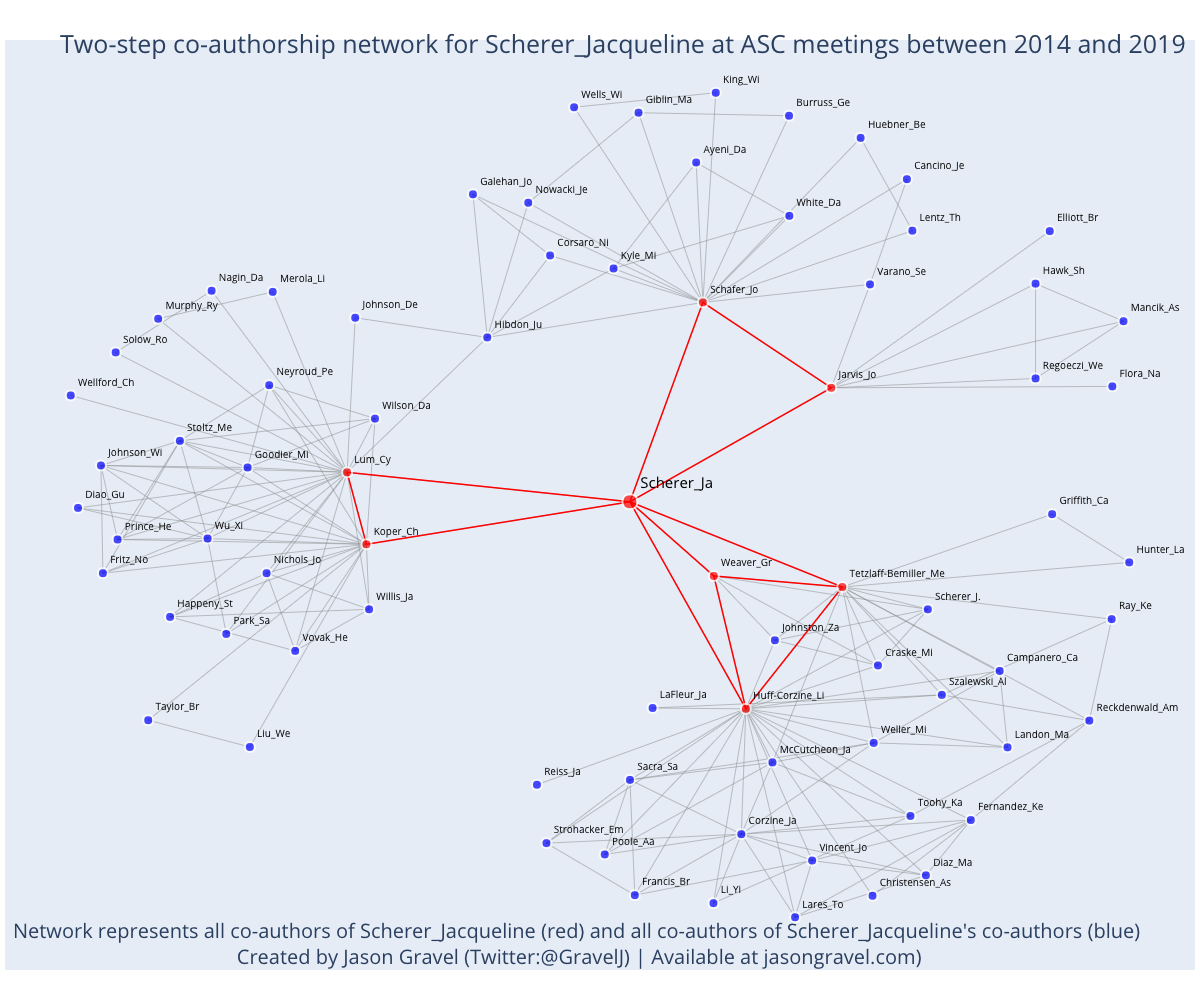 Two-step co-authorship network for Scherer_Jacqueline at ASC meetings between 2014 and 2019
King_Wi
Wells_Wi
Giblin_Ma
Burruss_Ge
Huebner_Be
Ayeni_Da
Cancino_Je
Galehan_Jo
Nowacki_Je
White_Da
Lentz_Th
Elliott_Br
Corsaro_Ni
Kyle_Mi
Varano_Se
Hawk_Sh
Nagin_Da
Merola_Li
Schafer_Jo
Murphy_Ry
Johnson_De
Mancik_As
Hibdon_Ju
Solow_Ro
Neyroud_Pe
Jarvis_Jo
Regoeczi_We
Flora_Na
Wellford_Ch
Wilson_Da
Stoltz_Me
Johnson_Wi
Goodier_Mi
Lum_Cy
Scherer_Ja
Diao_Gu
Griffith_Ca
Prince_He
Wu_Xi
Koper_Ch
Hunter_La
Fritz_No
Nichols_Jo
Weaver_Gr
Tetzlaff-Bemiller_Me
Happeny_St
Willis_Ja
Scherer_J.
Ray_Ke
Park_Sa
Johnston_Za
Vovak_He
Craske_Mi
Campanero_Ca
Szalewski_Al
LaFleur_Ja
Huff-Corzine_Li
Taylor_Br
Reckdenwald_Am
Liu_We
Weller_Mi
Landon_Ma
McCutcheon_Ja
Reiss_Ja
Sacra_Sa
Toohy_Ka
Fernandez_Ke
Strohacker_Em
Corzine_Ja
Poole_Aa
Vincent_Jo
Diaz_Ma
Francis_Br
Li_Yi
Christensen_As
Lares_To
Network represents all co-authors of Scherer_Jacqueline (red) and all co-authors of Scherer_Jacqueline's co-authors (blue)
Created by Jason Gravel (Twitter:@GravelJ) | Available at jasongravel.com)